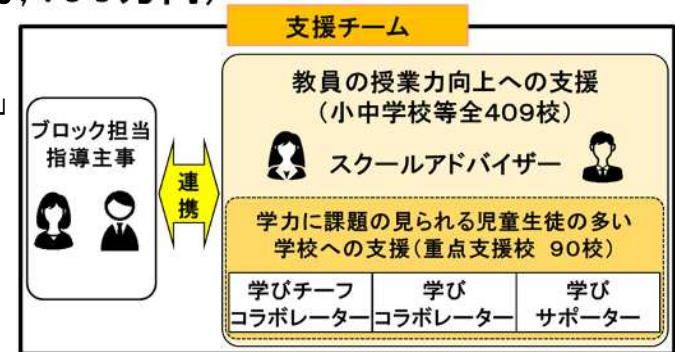 支援チーム
」
ブロック担当
指導主事
連
携
教員の授業力向上への支援
(小中学校等全409校)
スクールアドバイザー
学力に課題の見られる児童生徒の多い
学校への支援(重点支援校 90校)
学びチーフ
コラボレーター
学び
コラボレーター
学び
サポーター